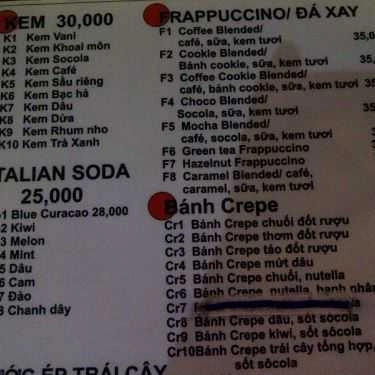 KEM 30,000
K1 Kem Vani
K2 Kem Khoai môn
K3 Kem Socola
K4 Kem Café
K5 Kem Sầu riêng
K6 Kem Bạc hà
K7 Kem Dâu
K8 Kem Dừa
K9 Kem Rhum nho
K10 Kem Trà Xanh
TALIAN SODA
25,000
1 Blue Curacao 28,000
2 Kiwi
3 Melon
4 Mint
5 Dâu
6 Cam
7 Đào
8 Chanh dây
ÉP TRÁI CÂY
FRAPPUCCINO/ ĐÁ XAY
F1 Coffee Blended/
café, sữa, kem tươi
F2 Cookie Blended/
Bánh cookie, sữa, kem tươi
F3 Coffee Cookie Blended/
café, bánh cookie, sữa, kem tươi
F4 Choco Blended/
Socola, sữa, kem tươi
F5 Mocha Blended/
café, socola, sữa, kem tươi
F6 Green tea Frappuccino
F7 Hazelnut Frappuccino
F8 Caramel Blended/ café,
caramel, sữa, kem tươi
Bánh Crepe
Cr1 Bánh Crepe chuối đốt rượu
Cr2 Bánh Crepe thơm đốt rượu
Cr3 Bánh Crepe táo đốt rượu
Cr4 Bánh Crepe mứt dâu
Cr5 Bánh Crepe chuối, nutella
Cr6 Bánh Crepe, nutella, hạnh nhân
Cr7
Cr8 Bánh Crepe dâu, sốt sôcola
Cr9 Bánh Crepe kiwi, sốt sôcola
Cr10Bánh Crepe trái cây tổng hợp,
sốt sôcola